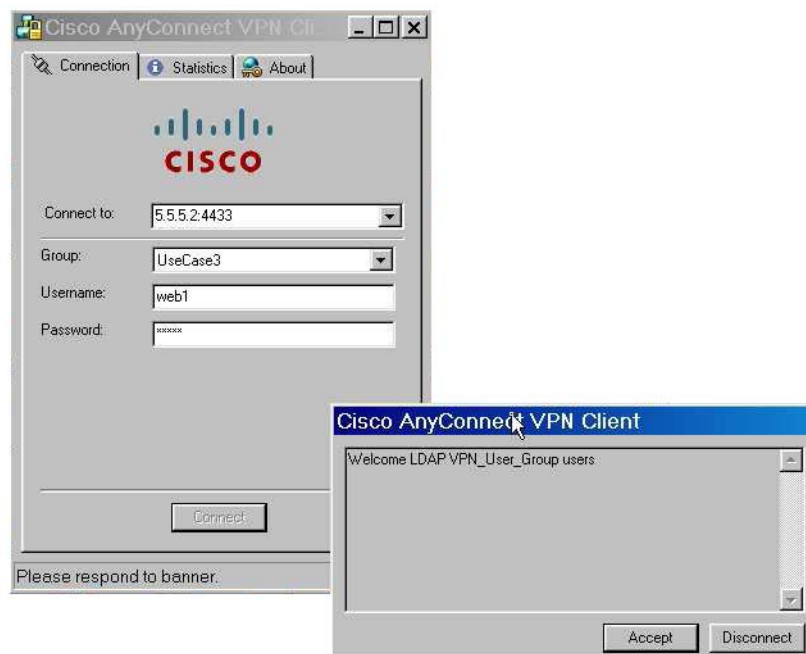 Cisco AnyConnect VPN Cli
Connection
Statistics
About
CISCO
Connect to:
5.5.5.2:4433
Group:
UseCase3
Username:
web1
Password:
*****
Connect
Please respond to banner.
Cisco AnyConnect VPN Client
Welcome LDAP VPN_User_Group users
Accept
Disconnect